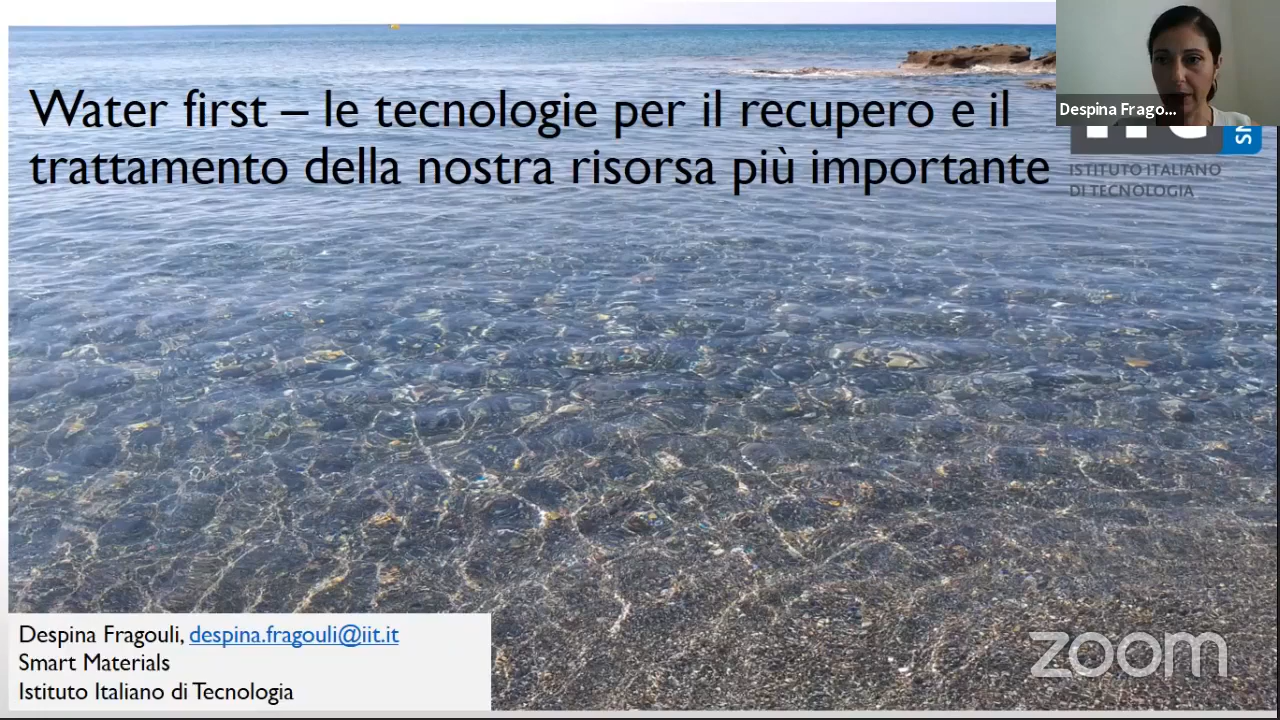 Water first – le tecnologie per il recupero e il
trattamento della nostra risorsa più importante
Despina Frago...
ISTITUTO ITALIANO
DI TECNOLOGIA
Despina Fragouli, despina.fragouli@iit.it
Smart Materials
Istituto Italiano di Tecnologia
zoom